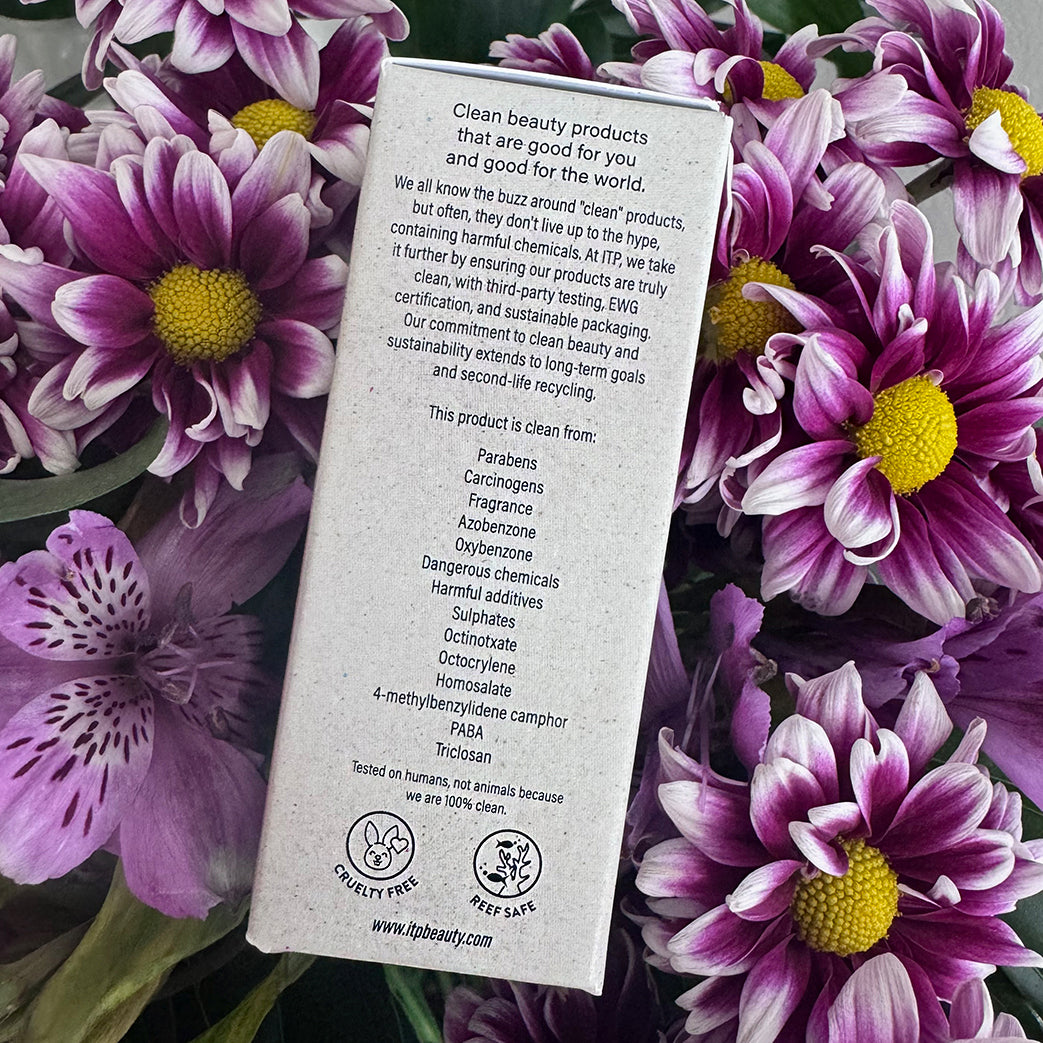 Clean beauty products
that are good for you
and good for the world.
We all know the buzz around "clean" products,
but often, they don't live up to the hype,
containing harmful chemicals. At ITP, we take
it further by ensuring our products are truly
clean, with third-party testing, EWG
certification, and sustainable packaging.
Our commitment to clean beauty and
sustainability extends to long-term goals
and second-life recycling.
This product is clean from:
Parabens
Carcinogens
Fragrance
Azobenzone
Oxybenzone
Dangerous chemicals
Harmful additives
Sulphates
Octinotxate
Octocrylene
Homosalate
4-methylbenzylidene camphor
PABA
Triclosan
Tested on humans, not animals because
we are 100% clean.
CRUELTY FREE
REEF SAFE
www.itpbeauty.com